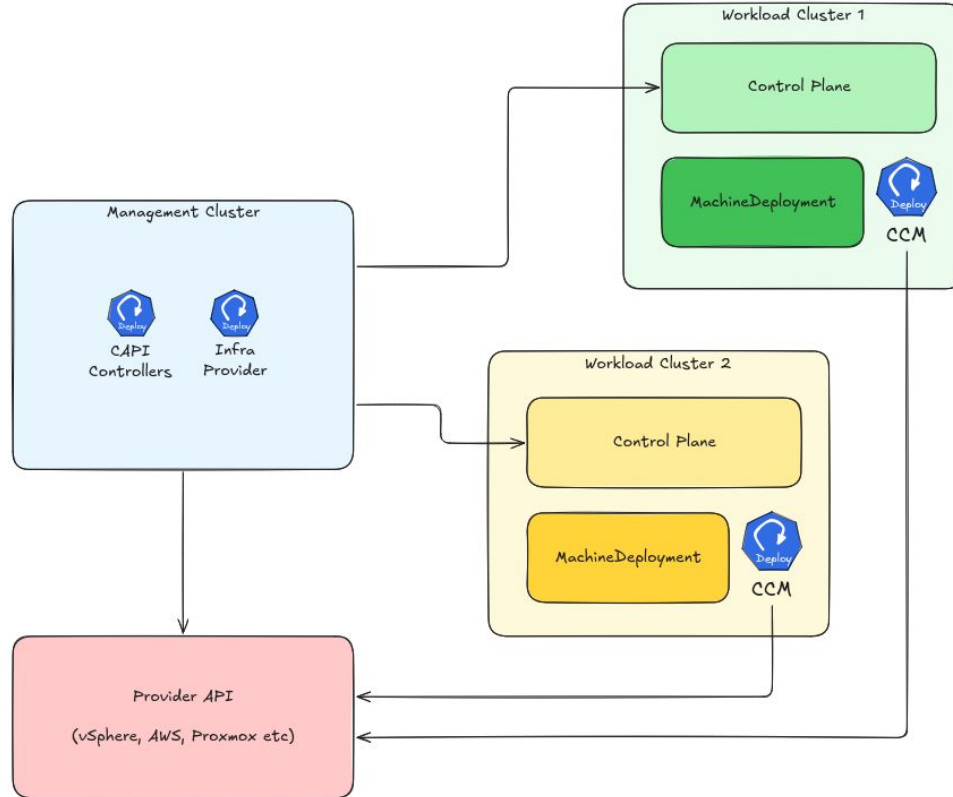 Workload Cluster 1
Control Plane
MachineDeployment
Deploy
CCM
Management Cluster
Deploy
Deploy
CAPI
Controllers
Infra
Provider
Workload Cluster 2
Control Plane
MachineDeployment
Deploy
CCM
Provider API
(vSphere, AWS, Proxmox etc)